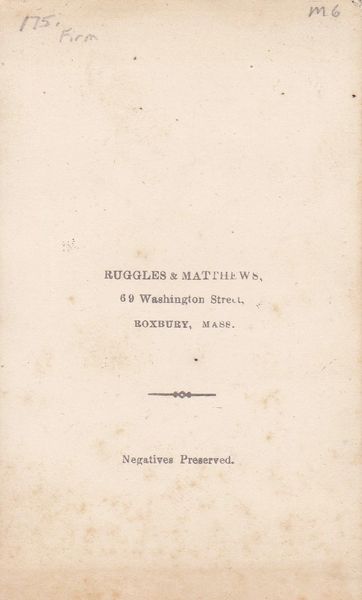 175. M6
Firm
RUGGLES & MATTHEWS,
69 Washington Street,
ROXBURY, MASS.
Negatives Preserved.